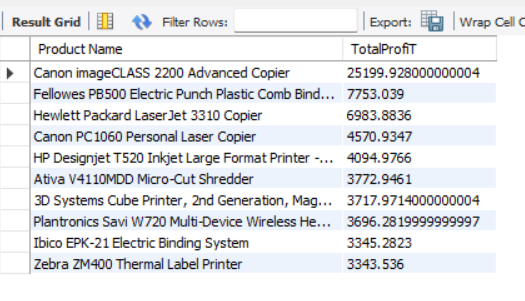 Result Grid Filter Rows: Export: Wrap Cell C
Product Name TotalProfiT
Canon imageCLASS 2200 Advanced Copier 25199.928000000004
Fellowes PB500 Electric Punch Plastic Comb Bind... 7753.039
Hewlett Packard LaserJet 3310 Copier 6983.8836
Canon PC1060 Personal Laser Copier 4570.9347
HP Designjet T520 Inkjet Large Format Printer -... 4094.9766
Ativa V4110MDD Micro-Cut Shredder 3772.9461
3D Systems Cube Printer, 2nd Generation, Mag... 3717.9714000000004
Plantronics Savi W720 Multi-Device Wireless He... 3696.2819999999997
Ibico EPK-21 Electric Binding System 3345.2823
Zebra ZM400 Thermal Label Printer 3343.536